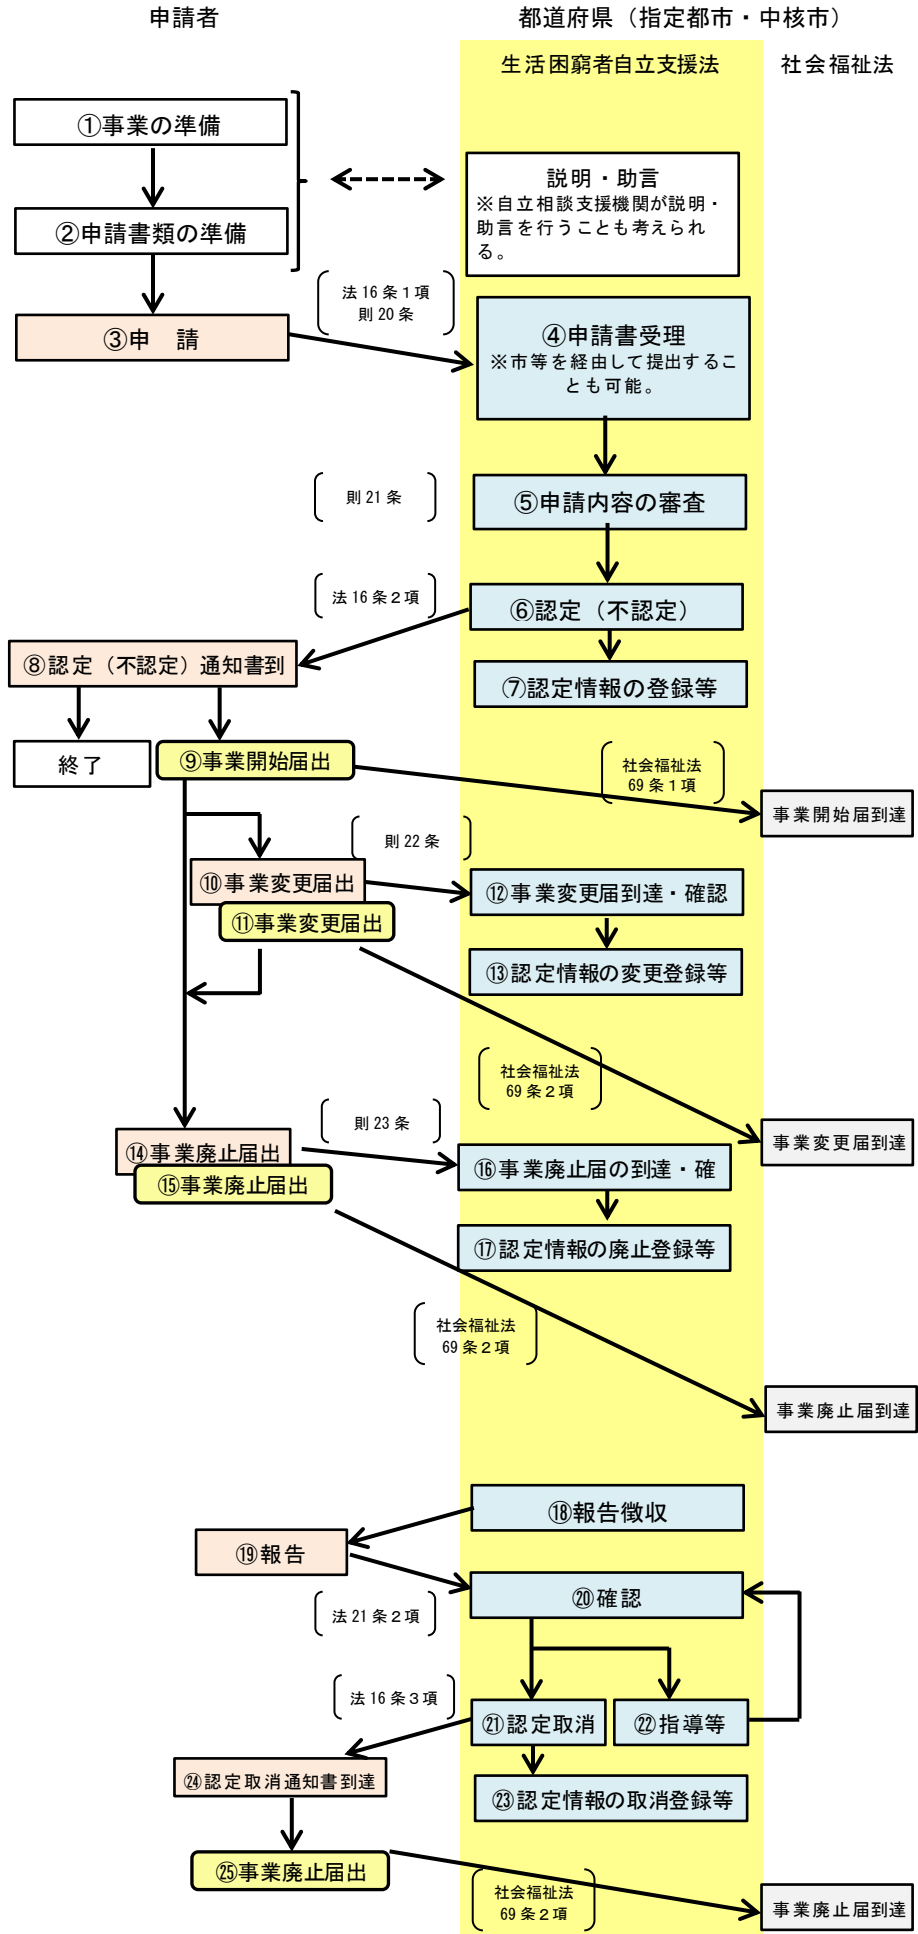 申請者
都道府県（指定都市・中核市）
生活困窮者自立支援法
社会福祉法
①事業の準備
説明・助言
※自立相談支援機関が説明・
助言を行うことも考えられ
る。
②申請書類の準備
法16条1項
則20条
③申　請
④申請書受理
※市等を経由して提出するこ
とも可能。
則21条
⑤申請内容の審査
法16条2項
⑥認定（不認定）
⑧認定（不認定）通知書到
⑦認定情報の登録等
終了
⑨事業開始届出
社会福祉法
69条1項
事業開始届到達
則22条
⑩事業変更届出
⑫事業変更届到達・確認
⑪事業変更届出
⑬認定情報の変更登録等
社会福祉法
69条2項
則23条
事業変更届到達
⑭事業廃止届出
⑯事業廃止届の到達・確
⑮事業廃止届出
⑰認定情報の廃止登録等
社会福祉法
69条2項
事業廃止届到達
⑱報告徴収
⑲報告
⑳確認
法21条2項
法16条3項
㉑認定取消
㉒指導等
㉔認定取消通知書到達
㉓認定情報の取消登録等
㉕事業廃止届出
社会福祉法
69条2項
事業廃止届到達